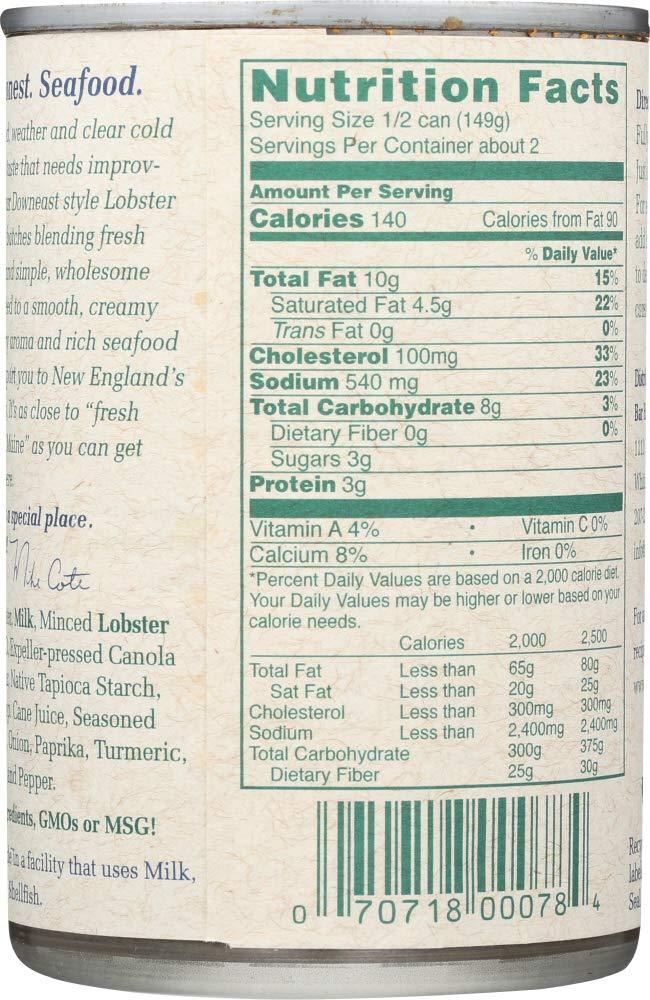 Seafood.
weather and clear cold
that needs improv-
Downeast style Lobster
blending fresh
simple, wholesome
to a smooth, creamy
aroma and rich seafood
you to New England's
as close to "fresh
as you can get
special place.
Mike Cote
Milk, Minced Lobster
Expeller-pressed Canola
Native Tapioca Starch,
Cane Juice, Seasoned
Onion, Paprika, Turmeric,
and Pepper.
GMOs or MSG!
in a facility that uses Milk,
Shellfish.
Nutrition Facts
Serving Size 1/2 can (149g)
Servings Per Container about 2
Amount Per Serving
Calories 140 Calories from Fat 90
% Daily Value*
Total Fat 10g 15%
Saturated Fat 4.5g 22%
Trans Fat 0g 0%
Cholesterol 100mg 33%
Sodium 540 mg 23%
Total Carbohydrate 8g 3%
Dietary Fiber 0g 0%
Sugars 3g
Protein 3g
Vitamin A 4% • Vitamin C 0%
Calcium 8% • Iron 0%
*Percent Daily Values are based on a 2,000 calorie diet.
Your Daily Values may be higher or lower based on your
calorie needs.
Calories 2,000 2,500
Total Fat Less than 65g 80g
Sat Fat Less than 20g 25g
Cholesterol Less than 300mg 300mg
Sodium Less than 2,400mg 2,400mg
Total Carbohydrate 300g 375g
Dietary Fiber 25g 30g
0 70718 00078 4